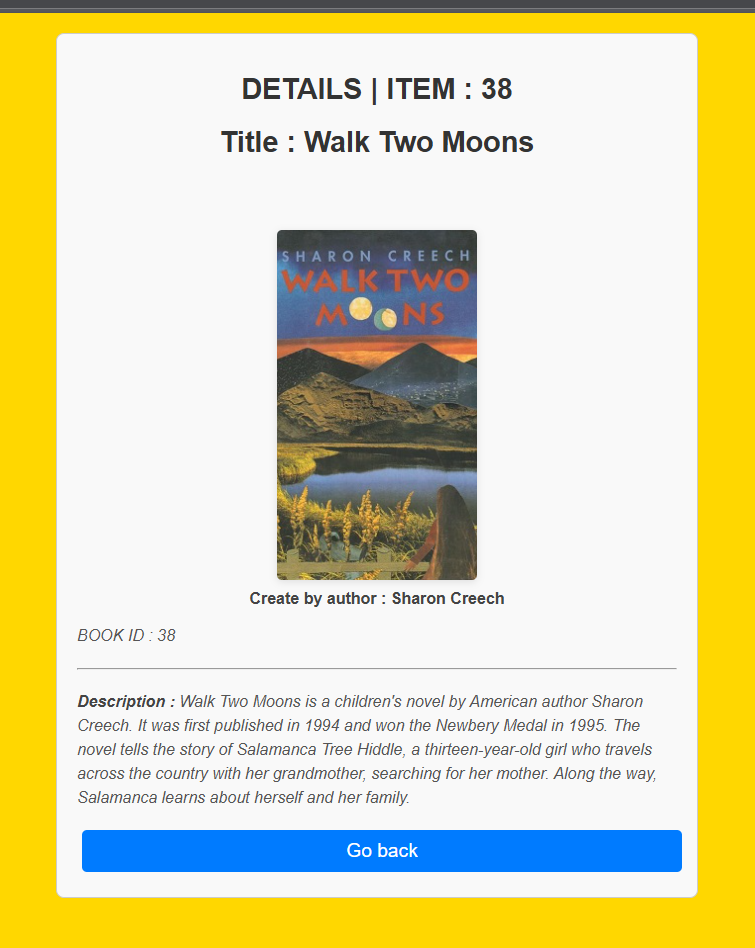 DETAILS | ITEM : 38
Title : Walk Two Moons
SHARON CREECH
WALK TWO
MOONS
Create by author : Sharon Creech
BOOK ID : 38
Description : Walk Two Moons is a children's novel by American author Sharon
Creech. It was first published in 1994 and won the Newbery Medal in 1995. The
novel tells the story of Salamanca Tree Hiddle, a thirteen-year-old girl who travels
across the country with her grandmother, searching for her mother. Along the way,
Salamanca learns about herself and her family.
Go back